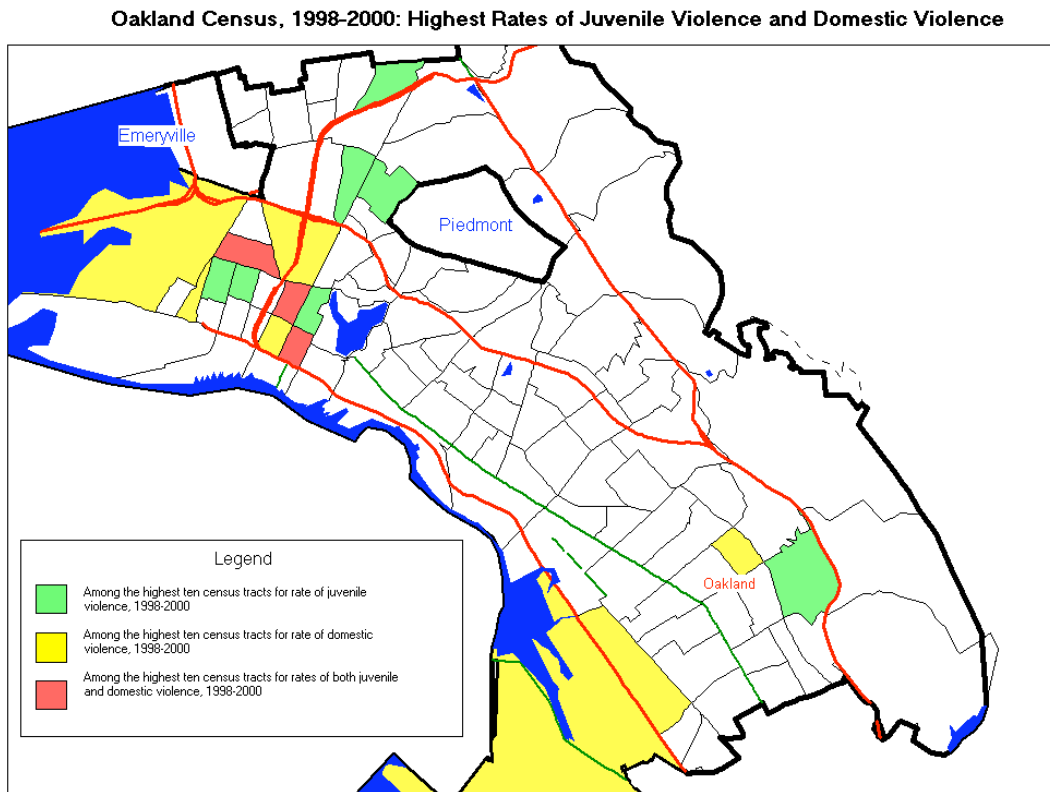 Oakland Census, 1998-2000: Highest Rates of Juvenile Violence and Domestic Violence
Emeryville
Piedmont
Oakland
Legend
Among the highest ten census tracts for rate of juvenile
violence, 1998-2000
Among the highest ten census tracts for rate of domestic
violence, 1998-2000
Among the highest ten census tracts for rates of both juvenile
and domestic violence, 1998-2000